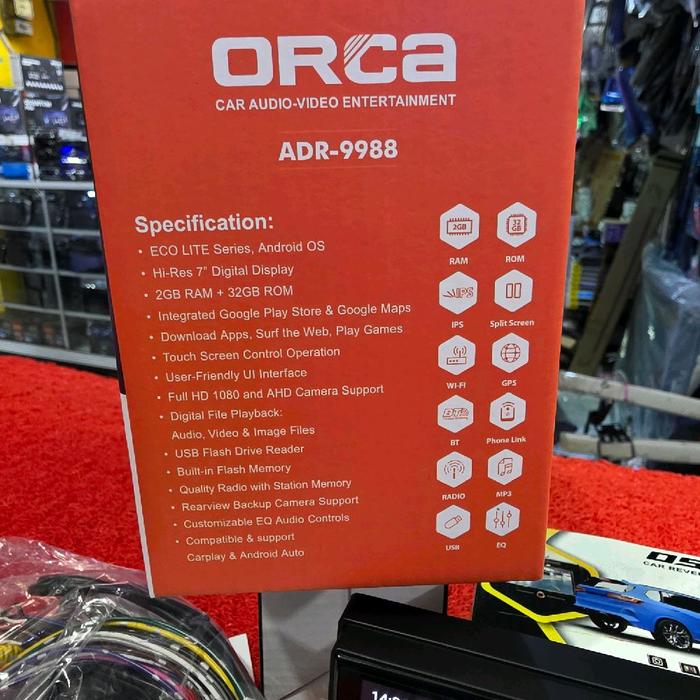 ORCA
CAR AUDIO-VIDEO ENTERTAINMENT
ADR-9988
Specification:
• ECO LITE Series, Android OS
• Hi-Res 7" Digital Display
• 2GB RAM + 32GB ROM
• Integrated Google Play Store & Google Maps
• Download Apps, Surf the Web, Play Games
• Touch Screen Control Operation
• User-Friendly UI Interface
• Full HD 1080 and AHD Camera Support
• Digital File Playback:
Audio, Video & Image Files
• USB Flash Drive Reader
• Built-in Flash Memory
• Quality Radio with Station Memory
• Rearview Backup Camera Support
• Customizable EQ Audio Controls
• Compatible & support
Carplay & Android Auto
2GB
32
GB
RAM
ROM
IPS
IPS
Split Screen
WI-FI
GPS
BT
Phone Link
RADIO
MP3
USB
EQ
CAR